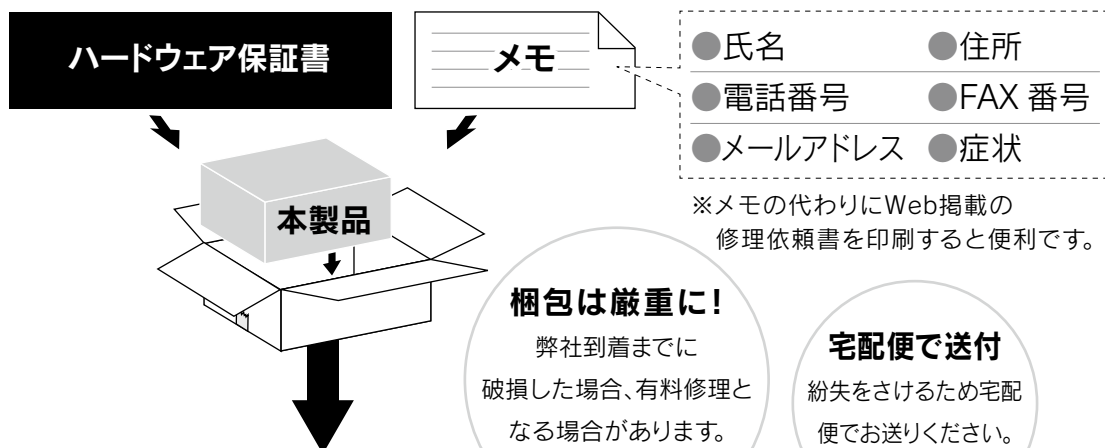 ハードウェア保証書
メモ
●氏名 ●住所
●電話番号 ●FAX 番号
●メールアドレス ●症状
※メモの代わりにWeb掲載の
修理依頼書を印刷すると便利です。
本製品
梱包は厳重に!
弊社到着までに
破損した場合、有料修理と
なる場合があります。
宅配便で送付
紛失をさけるため宅配
便でお送りください。